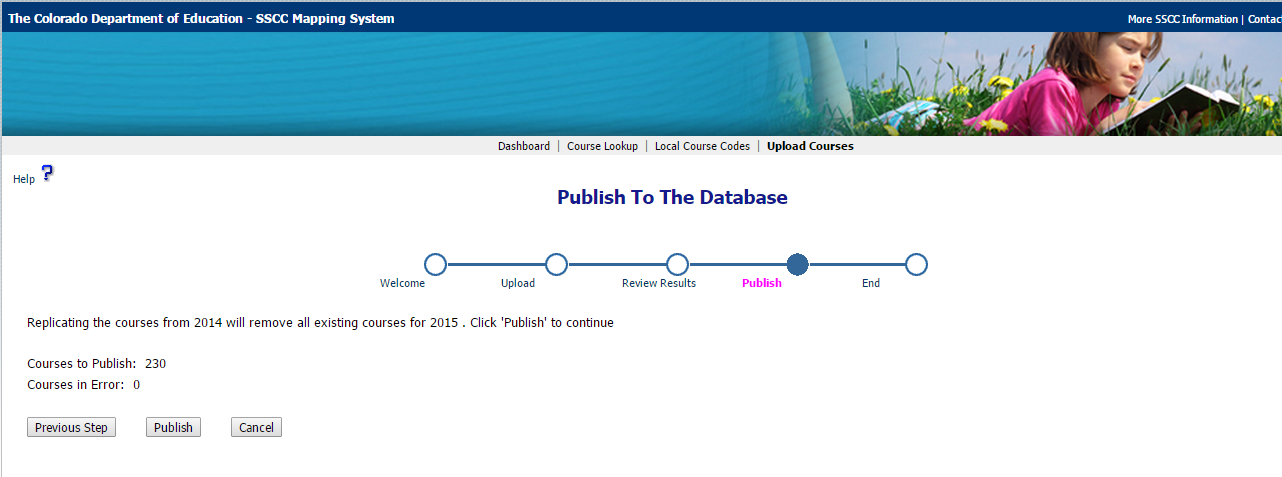 The Colorado Department of Education - SSCC Mapping System
More SSCC Information | Contac
Dashboard | Course Lookup | Local Course Codes | Upload Courses
Help ?
Publish To The Database
Welcome Upload Review Results Publish End
Replicating the courses from 2014 will remove all existing courses for 2015 . Click 'Publish' to continue
Courses to Publish: 230
Courses in Error: 0
Previous Step Publish Cancel